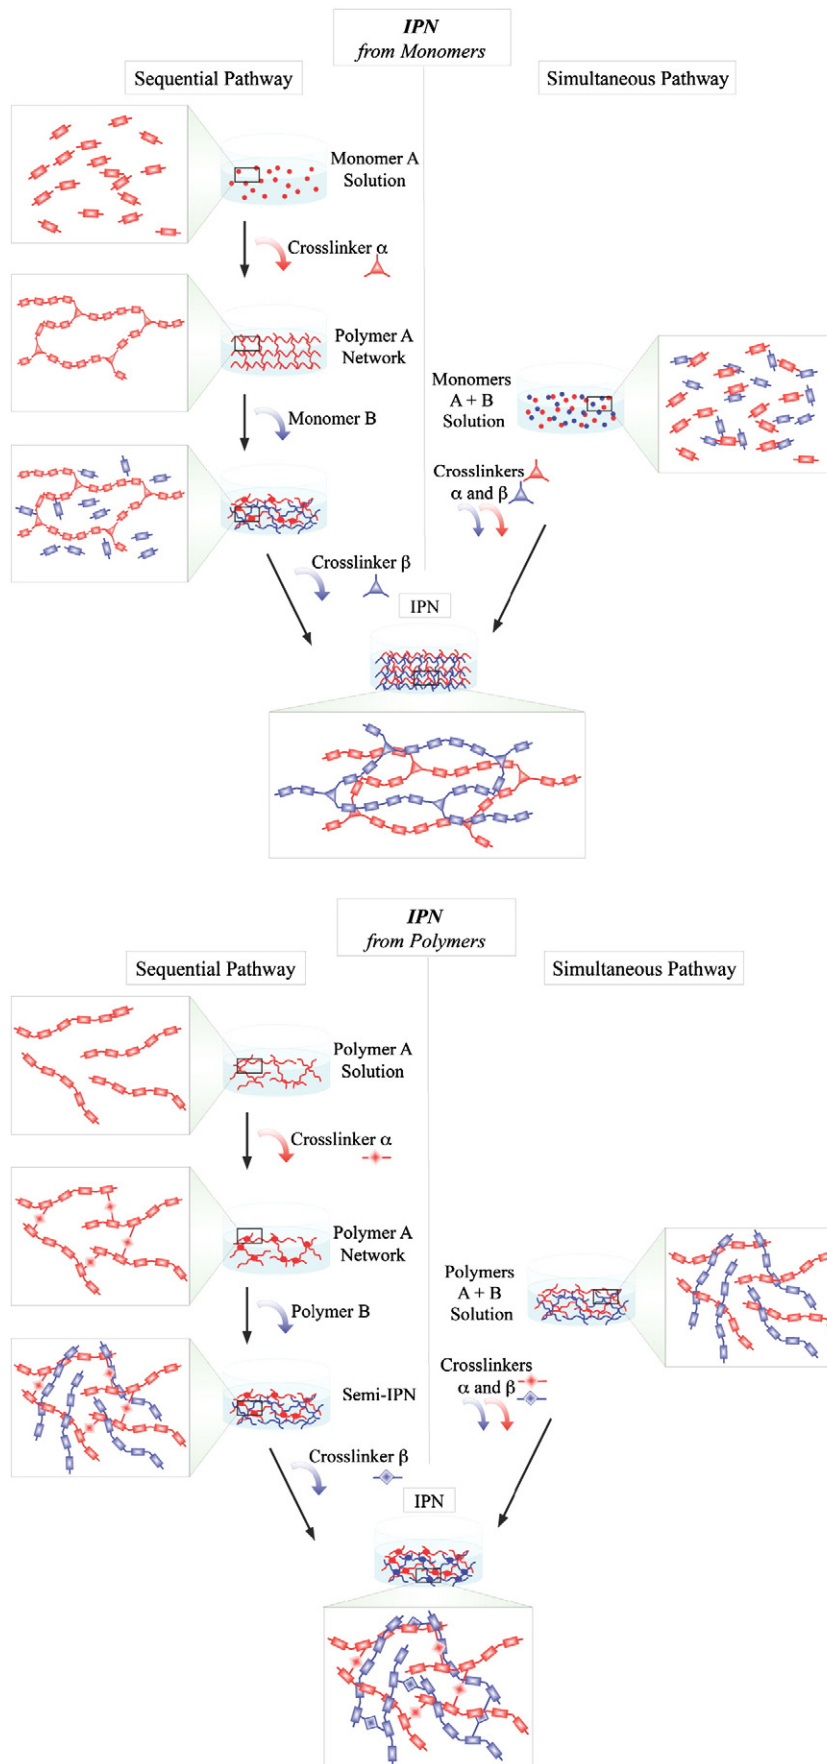 IPN
from Monomers
Sequential Pathway
Simultaneous Pathway
Monomer A
Solution
Crosslinker α
Polymer A
Network
Monomer B
Monomers
A + B
Solution
Crosslinkers
α and β
Crosslinker β
IPN
IPN
from Polymers
Sequential Pathway
Simultaneous Pathway
Polymer A
Solution
Crosslinker α
Polymer A
Network
Polymer B
Semi-IPN
Polymers
A + B
Solution
Crosslinkers
α and β
Crosslinker β
IPN